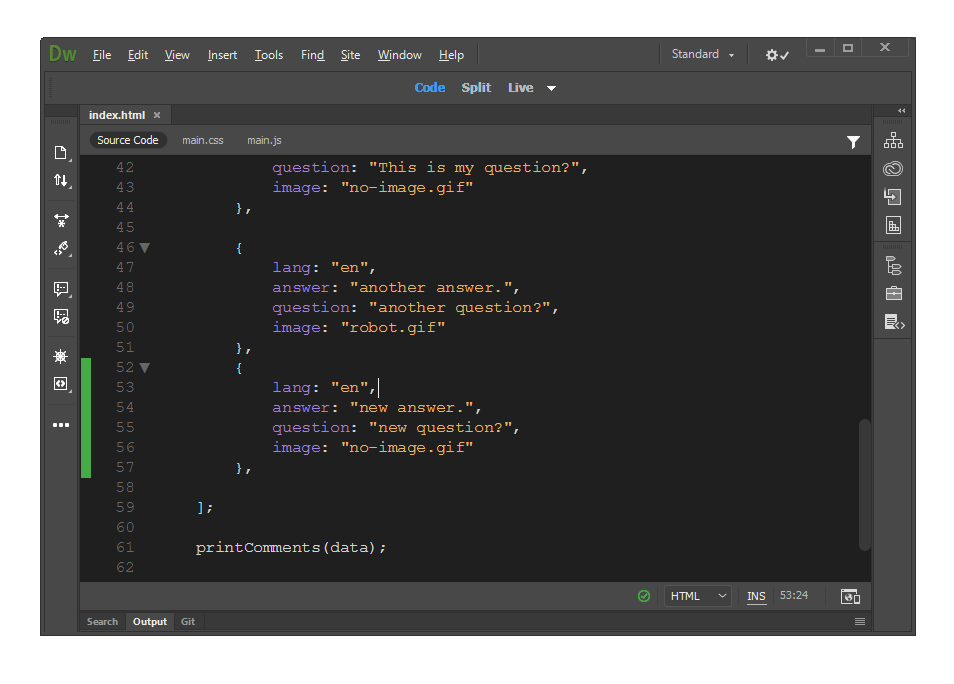 Dw File Edit View Insert Tools Find Site Window Help Standard
Code Split Live
index.html
Source Code main.css main.js
42 question: "This is my question?",
43 image: "no-image.gif"
44 },
45
46 {
47 lang: "en",
48 answer: "another answer.",
49 question: "another question?",
50 image: "robot.gif"
51 },
52 {
53 lang: "en",
54 answer: "new answer.",
55 question: "new question?",
56 image: "no-image.gif"
57 },
58
59 ];
60
61 printComments(data);
62
HTML INS 53:24
Search Output Git